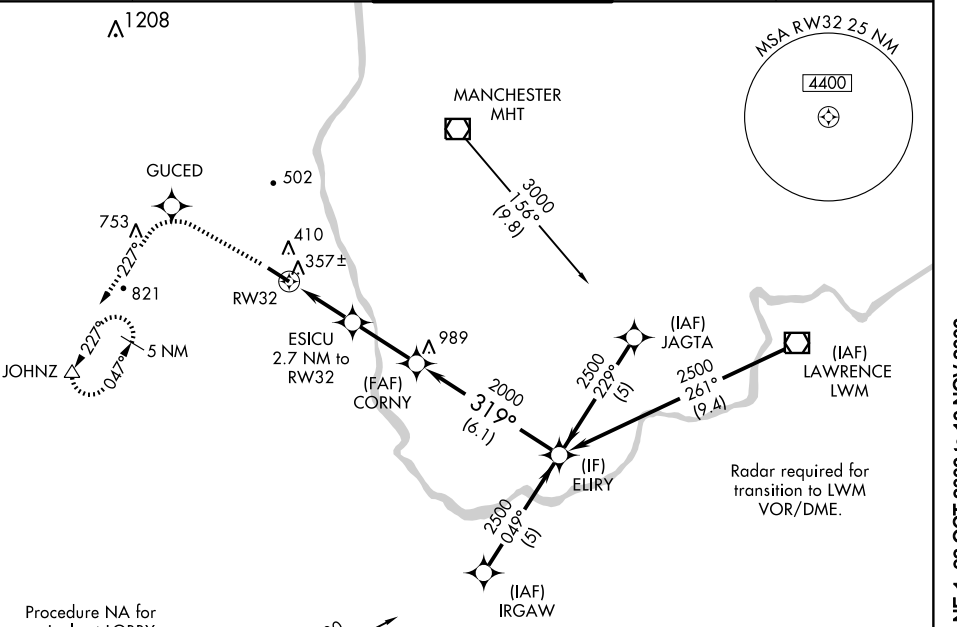 1208
MSA RW32 25 NM
4400
MANCHESTER
MHT
3000
156°
(9.8)
GUCED
502
753
227°
821
410
357±
RW32
227°
047°
5 NM
JOHNZ
ESICU
2.7 NM to
RW32
989
(FAF)
CORNY
2000
319°
(6.1)
(IAF)
JAGTA
2500
229°
(5)
(IAF)
LAWRENCE
LWM
2500
261°
(9.4)
(IF)
ELIRY
Radar required for
transition to LWM
VOR/DME.
2500
049°
(5)
(IAF)
IRGAW
Procedure NA for